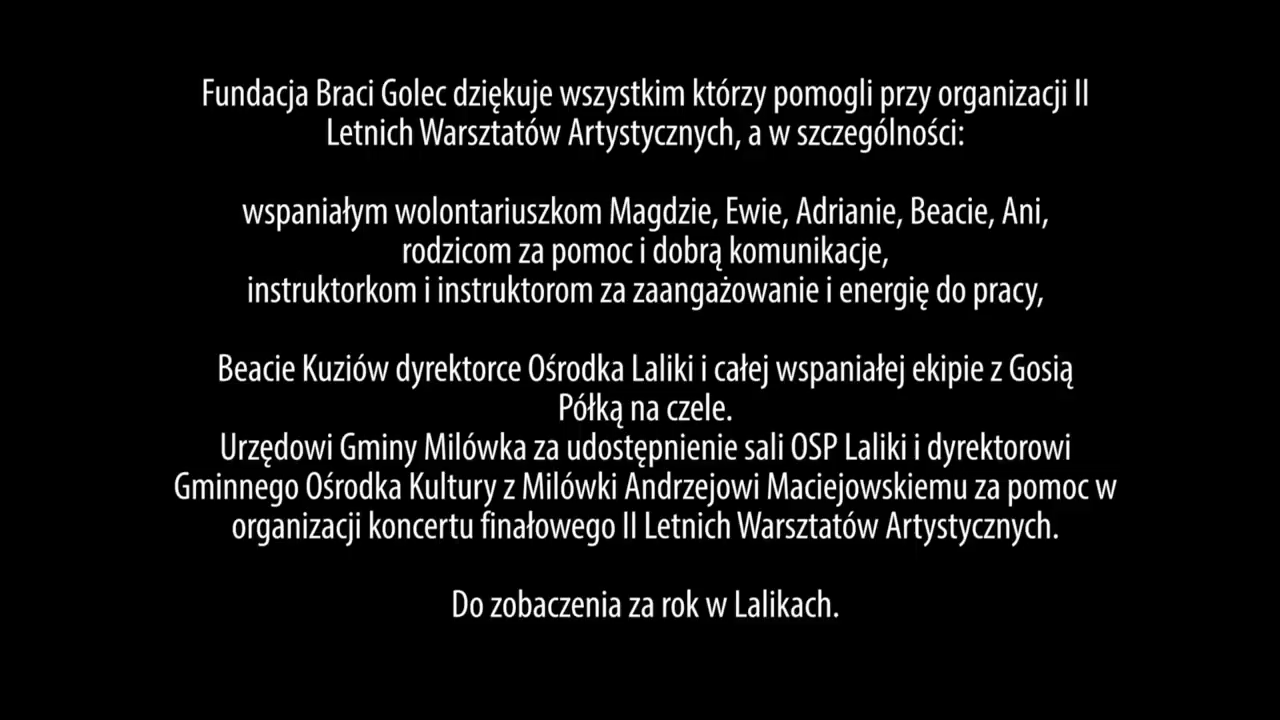 Fundacja Braci Golec dziękuje wszystkim którzy pomogli przy organizacji II
Letnich Warsztatów Artystycznych, a w szczególności:
wspaniałym wolontariuszkom Magdzie, Ewie, Adrianie, Beacie, Ani,
rodzicom za pomoc i dobrą komunikacje,
instruktorkom i instruktorom za zaangażowanie i energię do pracy,
Beacie Kuziów dyrektorce Ośrodka Laliki i całej wspaniałej ekipie z Gosią
Półką na czele.
Urzędowi Gminy Milówka za udostępnienie sali OSP Laliki i dyrektorowi
Gminnego Ośrodka Kultury z Milówki Andrzejowi Maciejowskiemu za pomoc w
organizacji koncertu finałowego II Letnich Warsztatów Artystycznych.
Do zobaczenia za rok w Lalikach.